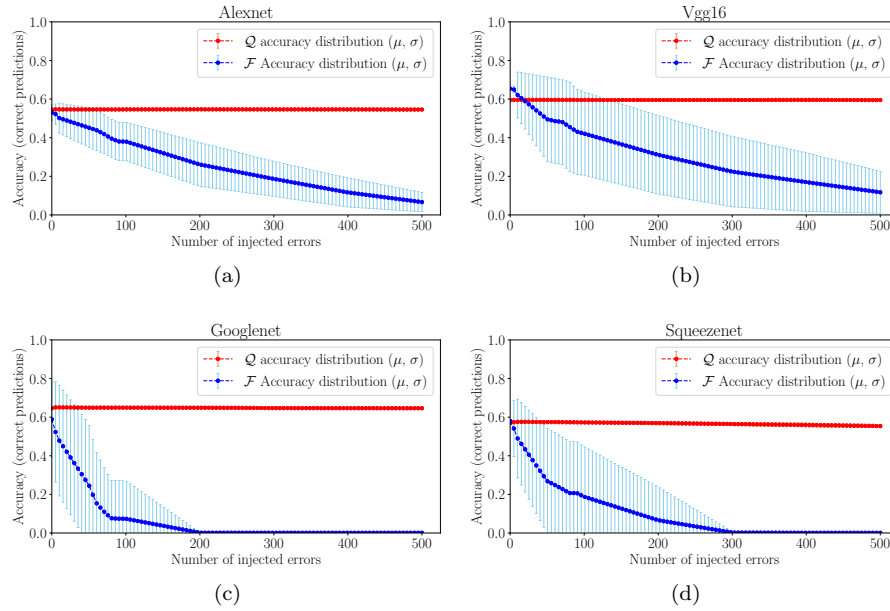 Alexnet
1.0
0.8
0.6
0.4
0.2
0.0
Accuracy (correct predictions)
𝒬 accuracy distribution (μ, σ)
ℱ Accuracy distribution (μ, σ)
0 100 200 300 400 500
Number of injected errors
(a)
Vgg16
1.0
0.8
0.6
0.4
0.2
0.0
Accuracy (correct predictions)
𝒬 accuracy distribution (μ, σ)
ℱ Accuracy distribution (μ, σ)
0 100 200 300 400 500
Number of injected errors
(b)
Googlenet
1.0
0.8
0.6
0.4
0.2
0.0
Accuracy (correct predictions)
𝒬 accuracy distribution (μ, σ)
ℱ Accuracy distribution (μ, σ)
0 100 200 300 400 500
Number of injected errors
(c)
Squeezenet
1.0
0.8
0.6
0.4
0.2
0.0
Accuracy (correct predictions)
𝒬 accuracy distribution (μ, σ)
ℱ Accuracy distribution (μ, σ)
0 100 200 300 400 500
Number of injected errors
(d)